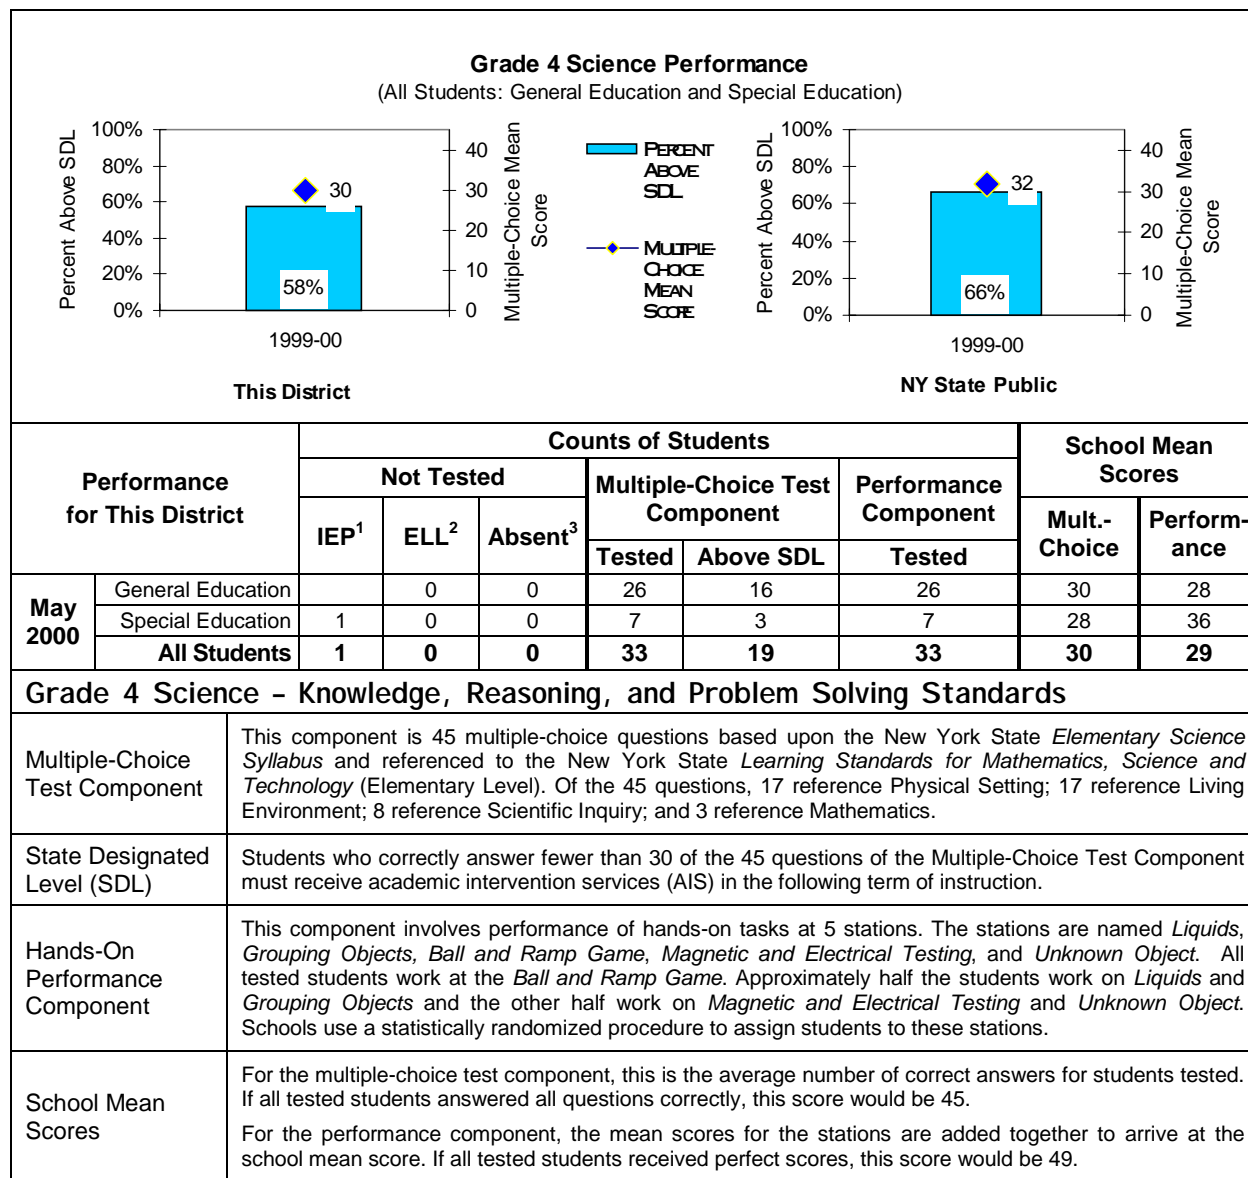 Grade 4 Science Performance
(All Students: General Education and Special Education)
Percent Above SDL
100%
80%
60%
40%
20%
0%
30
58%
40
30
20
10
0
Multiple-Choice Mean
Score
1999-00
This District
PERCENT
ABOVE
SDL
MULTIPLE-
CHOICE
MEAN
SCORE
Percent Above SDL
100%
80%
60%
40%
20%
0%
32
66%
40
30
20
10
0
Multiple-Choice Mean
Score
1999-00
NY State Public
Performance
for This District
Counts of Students
School Mean
Scores
Not Tested
Multiple-Choice Test
Component
Performance
Component
IEP1 ELL2 Absent3
Tested Above SDL Tested
Mult.-
Choice
Perform-
ance
May
2000
General Education 0 0 26 16 26 30 28
Special Education 1 0 0 7 3 7 28 36
All Students 1 0 0 33 19 33 30 29
Grade 4 Science – Knowledge, Reasoning, and Problem Solving Standards
Multiple-Choice
Test Component
This component is 45 multiple-choice questions based upon the New York State Elementary Science
Syllabus and referenced to the New York State Learning Standards for Mathematics, Science and
Technology (Elementary Level). Of the 45 questions, 17 reference Physical Setting; 17 reference Living
Environment; 8 reference Scientific Inquiry; and 3 reference Mathematics.
State Designated
Level (SDL)
Students who correctly answer fewer than 30 of the 45 questions of the Multiple-Choice Test Component
must receive academic intervention services (AIS) in the following term of instruction.
Hands-On
Performance
Component
This component involves performance of hands-on tasks at 5 stations. The stations are named Liquids,
Grouping Objects, Ball and Ramp Game, Magnetic and Electrical Testing, and Unknown Object. All
tested students work at the Ball and Ramp Game. Approximately half the students work on Liquids and
Grouping Objects and the other half work on Magnetic and Electrical Testing and Unknown Object.
Schools use a statistically randomized procedure to assign students to these stations.
School Mean
Scores
For the multiple-choice test component, this is the average number of correct answers for students tested.
If all tested students answered all questions correctly, this score would be 45.
For the performance component, the mean scores for the stations are added together to arrive at the
school mean score. If all tested students received perfect scores, this score would be 49.